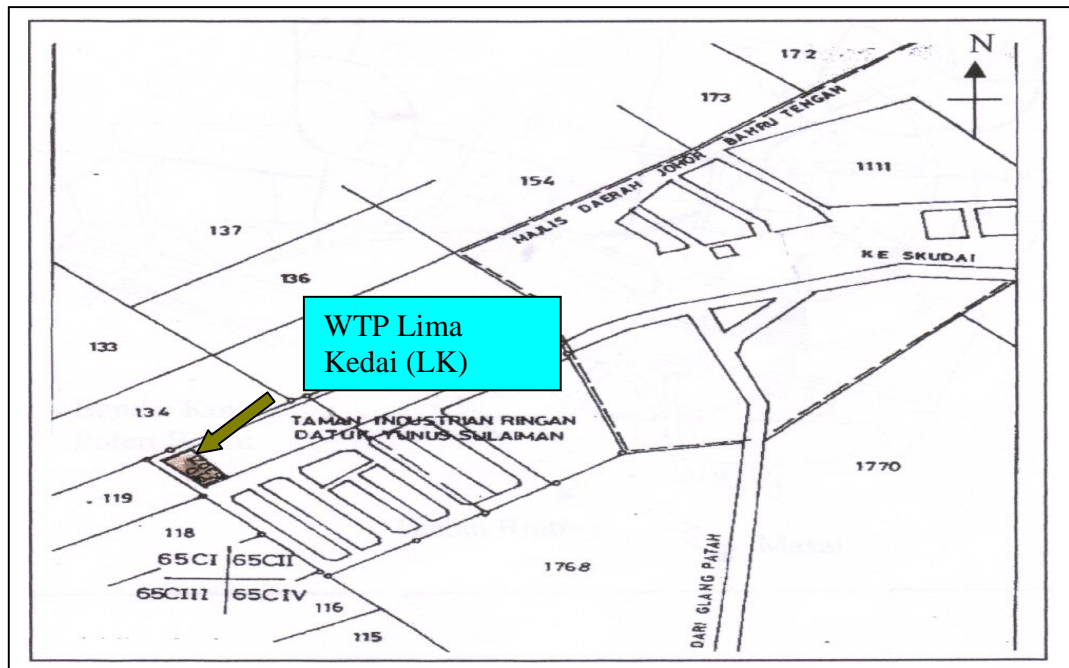 N
172
173
MAJLIS DAERAH JOHOR BAHRU TENGAH
154
1111
137
KE SKUDAI
136
WTP Lima
Kedai (LK)
133
134
TAMAN INDUSTRIAN RINGAN
DATUK YUNUS SULAIMAN
119
1770
118
65CI 65CII
65CIII 65CIV
1768
116
115
DARI GLANG PATAH